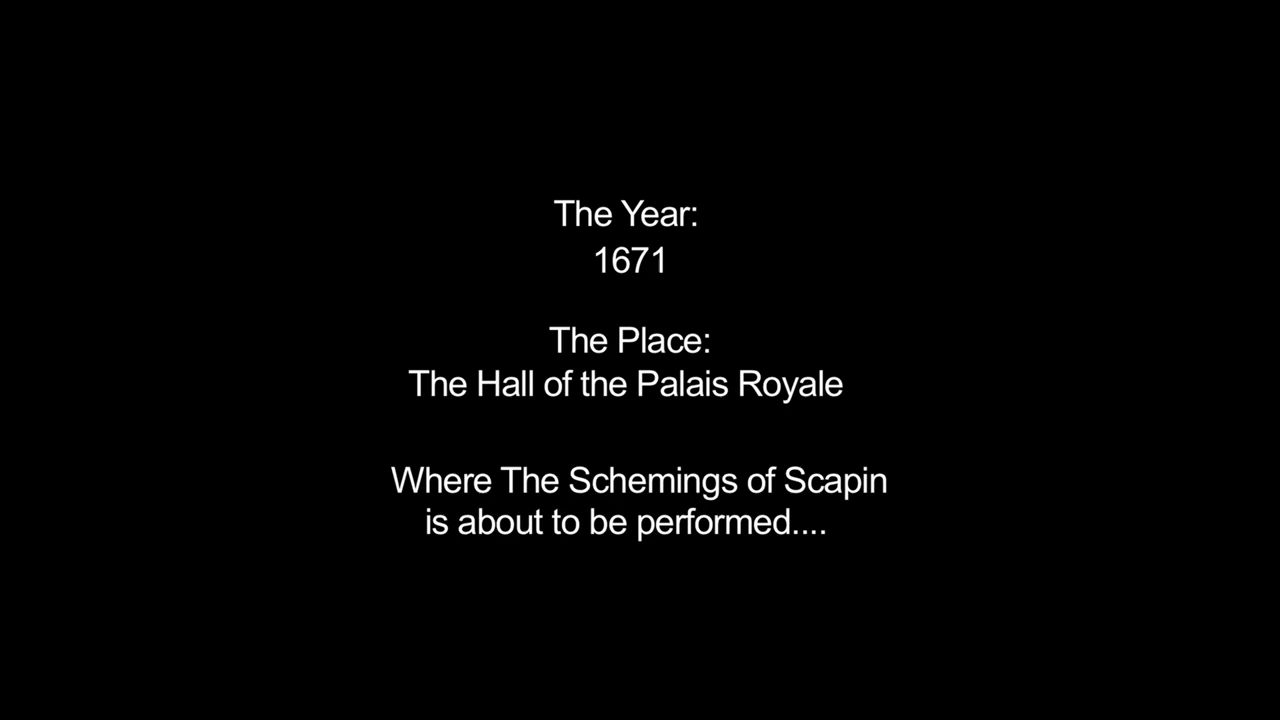 The Year:
1671
The Place:
The Hall of the Palais Royale
Where The Schemings of Scapin
is about to be performed....